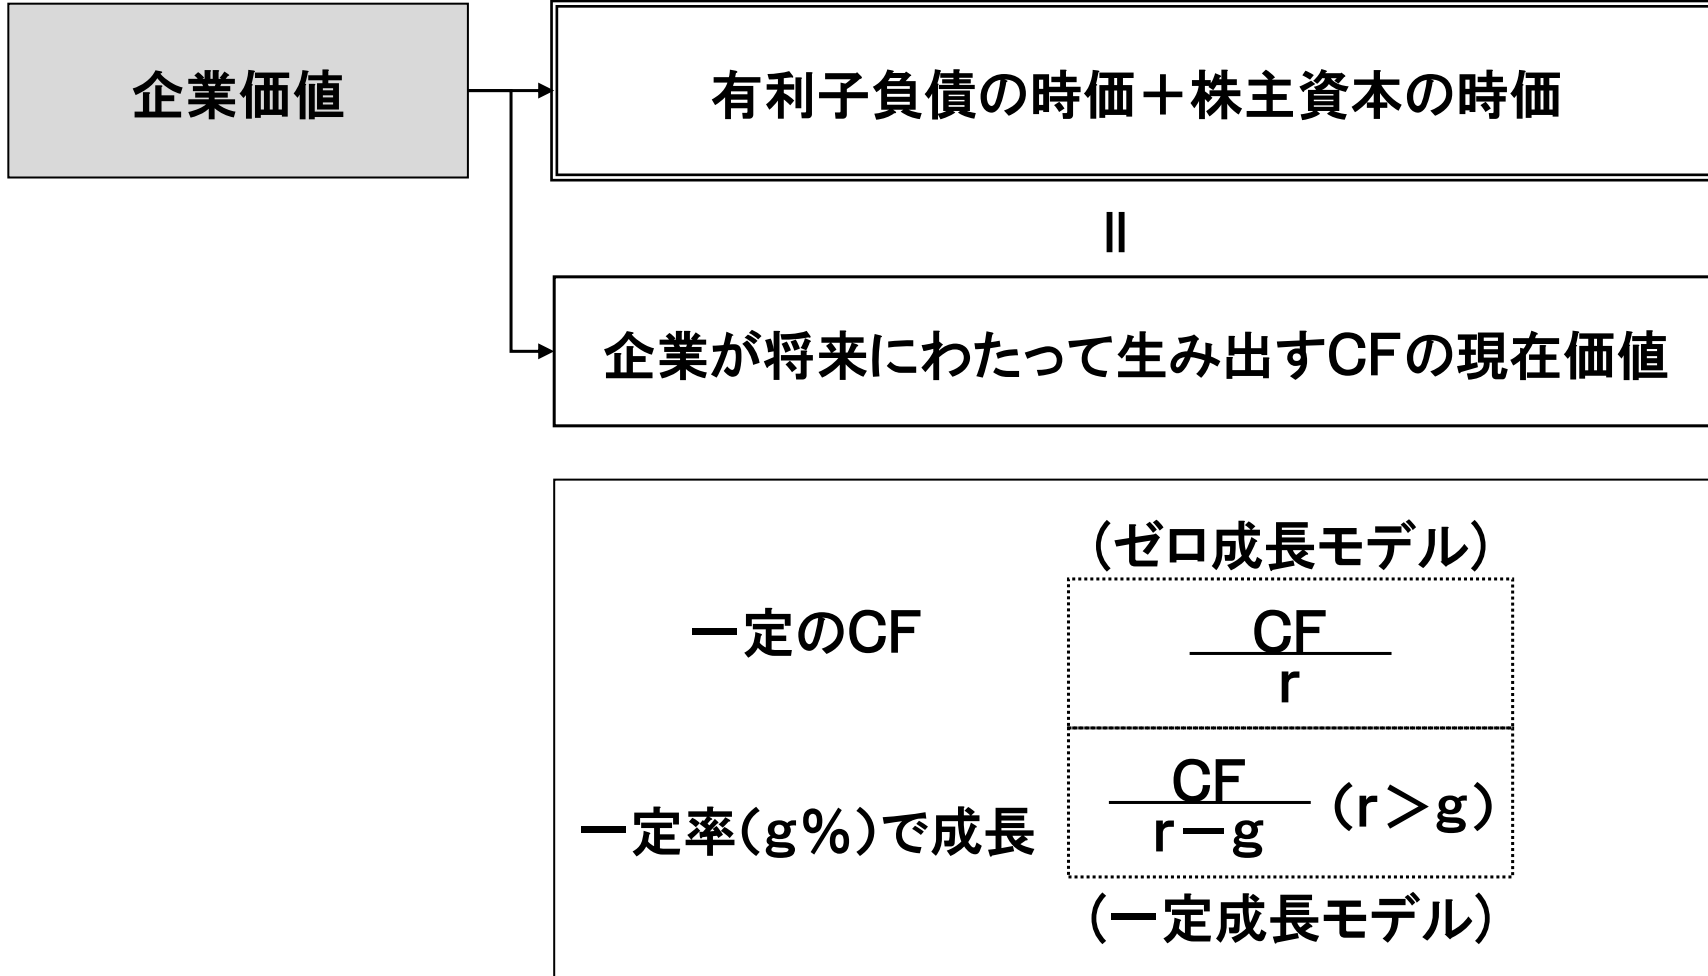 企業価値
有利子負債の時価＋株主資本の時価
＝
企業が将来にわたって生み出すCFの現在価値
（ゼロ成長モデル）
一定のCF
CF
r
一定率（g％）で成長
CF
r－g
（r＞g）
（一定成長モデル）